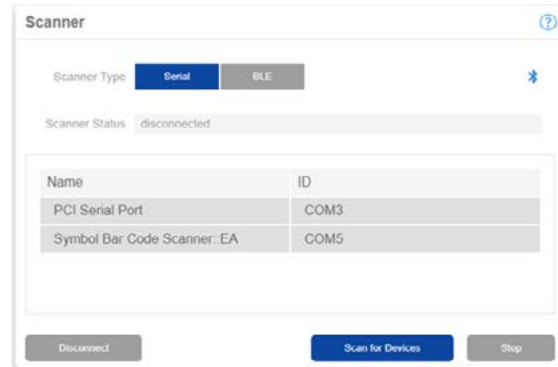 Scanner
Scanner Type Serial BLE
Scanner Status disconnected
Name ID
PCI Serial Port COM3
Symbol Bar Code Scanner::EA COM5
Disconnect Scan for Devices Stop